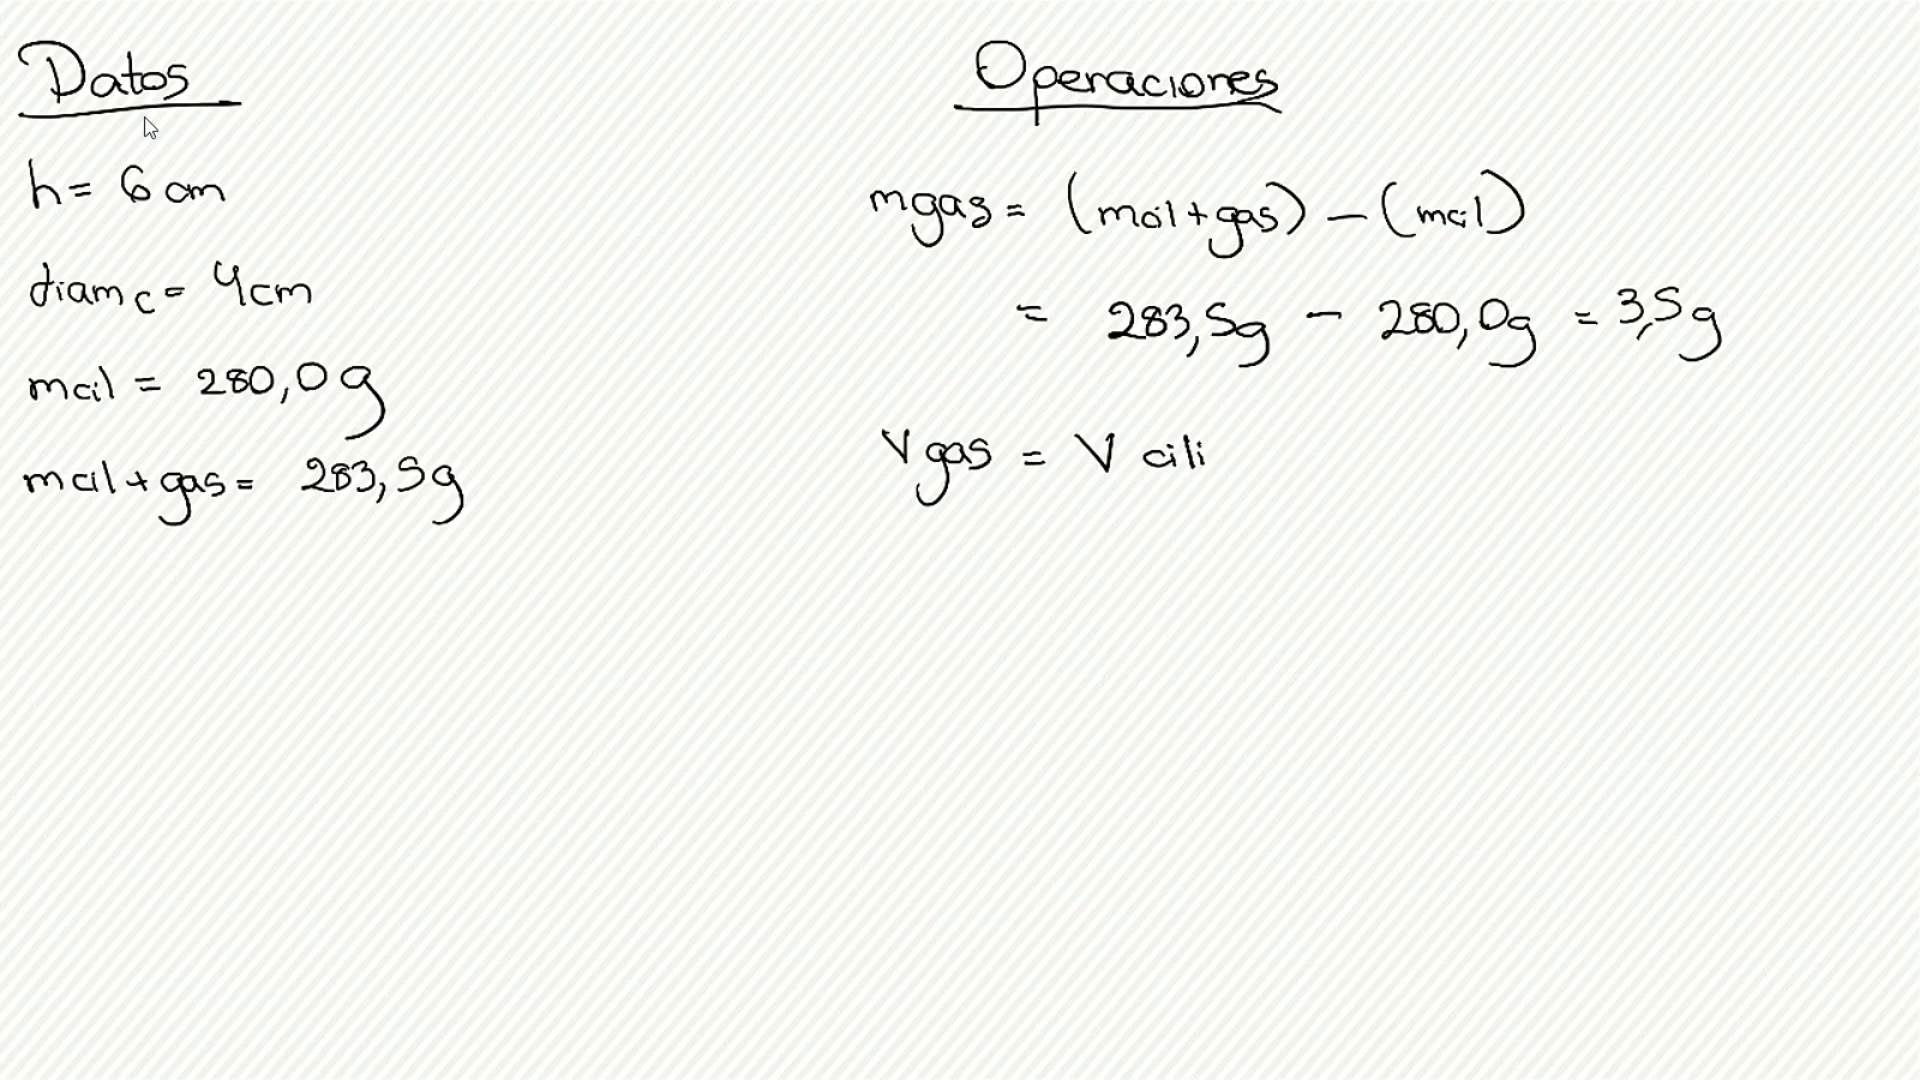 Datos
h= 6 cm
diam c = 4cm
mcil = 280,0 g
mcil+gas= 283,5g
Operaciones
mgas= (mcil+gas) - (mcil)
= 283,5g - 280,0g = 3,5g
V gas = V cili